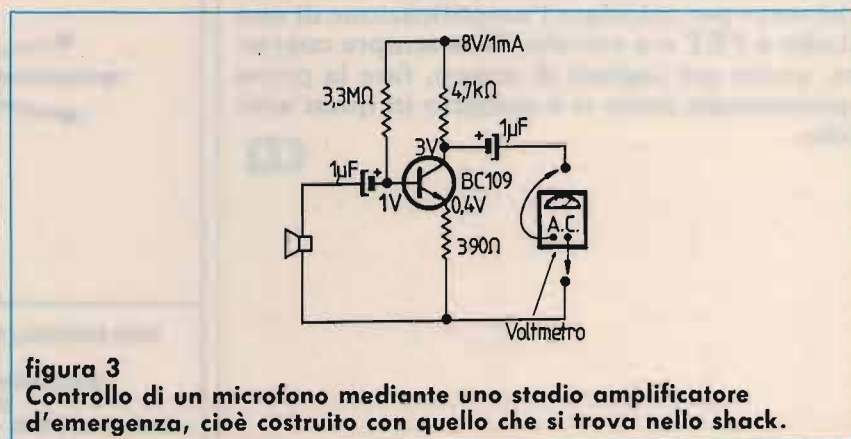 8V/1mA
3,3MΩ
4,7kΩ
1µF
3V
+
1µF
+
BC109
1V
0,4V
A.C.
390Ω
Voltmetro
figura 3
Controllo di un microfono mediante uno stadio amplificatore
d'emergenza, cioè costruito con quello che si trova nello shack.